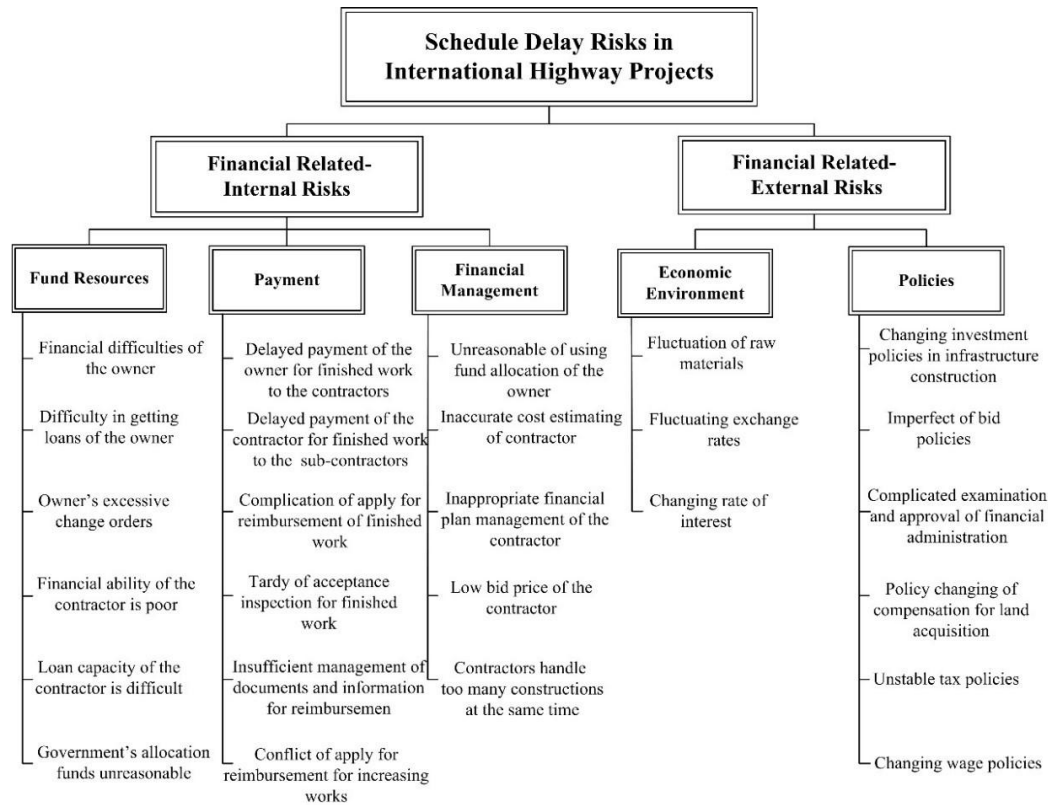 Schedule Delay Risks in
International Highway Projects
Financial Related-
Internal Risks
Financial Related-
External Risks
Fund Resources
Payment
Financial
Management
Economic
Environment
Policies
Financial difficulties of
the owner
Difficulty in getting
loans of the owner
Owner's excessive
change orders
Financial ability of the
contractor is poor
Loan capacity of the
contractor is difficult
Government's allocation
funds unreasonable
Delayed payment of the
owner for finished work
to the contractors
Delayed payment of the
contractor for finished work
to the sub-contractors
Complication of apply for
reimbursement of finished
work
Tardy of acceptance
inspection for finished
work
Insufficient management of
documents and information
for reimbursemen
Conflict of apply for
reimbursement for increasing
works
Unreasonable of using
fund allocation of the
owner
Inaccurate cost estimating
of contractor
Inappropriate financial
plan management of the
contractor
Low bid price of the
contractor
Contractors handle
too many constructions
at the same time
Fluctuation of raw
materials
Fluctuating exchange
rates
Changing rate of
interest
Changing investment
policies in infrastructure
construction
Imperfect of bid
policies
Complicated examination
and approval of financial
administration
Policy changing of
compensation for land
acquisition
Unstable tax policies
Changing wage policies